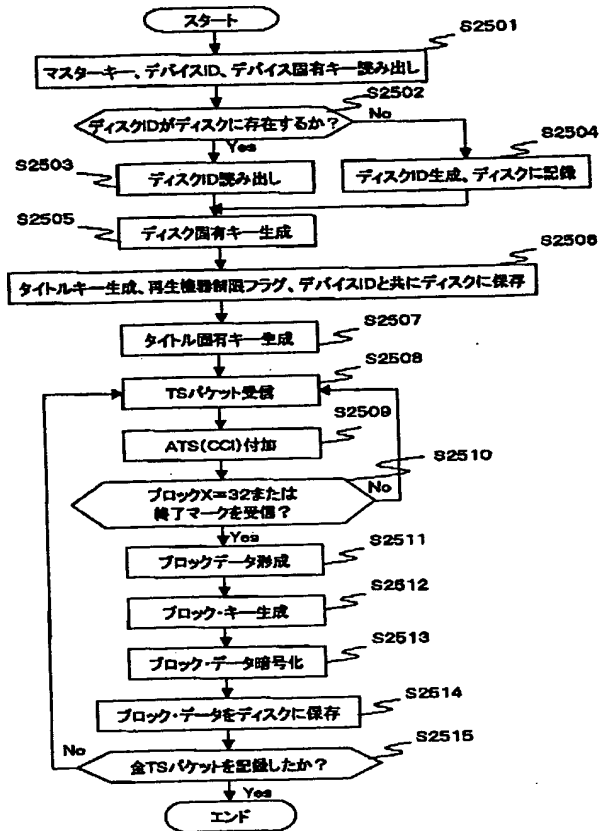 スタート
S2501
マスターキー、デバイスID、デバイス固有キー読み出し
S2502
ディスクIDがディスクに存在するか？
No
Yes
S2503
ディスクID読み出し
S2504
ディスクID生成、ディスクに記録
S2505
ディスク固有キー生成
S2506
タイトルキー生成、再生機器制限フラグ、デバイスIDと共にディスクに保存
S2507
タイトル固有キー生成
S2508
TSパケット受信
S2509
ATS(CCI)付加
S2510
ブロックX=32または
終了マークを受信？
No
Yes
S2511
ブロックデータ形成
S2512
ブロック・キー生成
S2513
ブロック・データ暗号化
S2514
ブロック・データをディスクに保存
S2515
全TSパケットを記録したか？
No
Yes
エンド